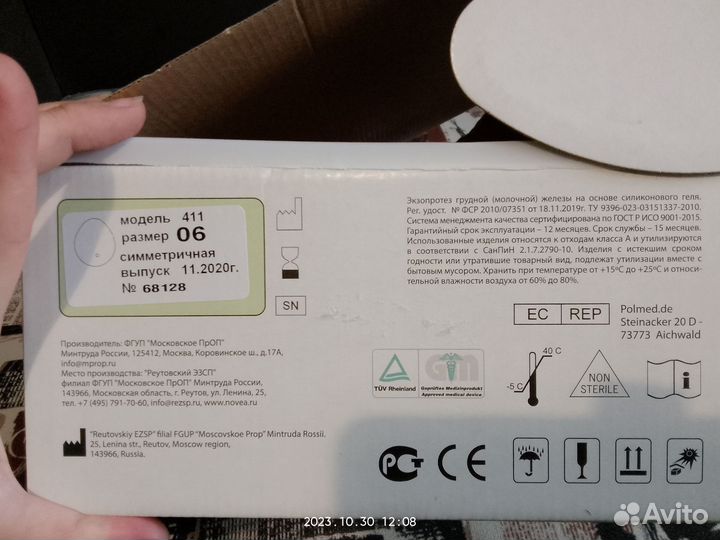 модель 411
размер 06
симметричная
выпуск 11.2020г.
№ 68128
SN
Экзопротез грудной (молочной) железы на основе силиконового геля.
Рег. удост. № ФСР 2010/07351 от 18.11.2019г. ТУ 9396-023-03151337-2010.
Система менеджмента качества сертифицирована по ГОСТ Р ИСО 9001-2015.
Гарантийный срок эксплуатации – 12 месяцев. Срок службы – 15 месяцев.
Использованные изделия относятся к отходам класса А и утилизируются
в соответствии с СанПиН 2.1.7.2790-10. Изделия с истекшим сроком
годности или утратившие товарный вид, подлежат утилизации вместе с
бытовым мусором. Хранить при температуре от +15°C до +25°C и относи-
тельной влажности воздуха от 60% до 80%.
EC REP
Polmed.de
Steinacker 20 D -
73773 Aichwald
Производитель: ФГУП "Московское ПрОП"
Минтруда России, 125412, Москва, Коровинское ш., д.17А,
info@mprop.ru
Место производства: "Реутовский ЭЗСП"
филиал ФГУП "Московское ПрОП" Минтруда России,
143966, Московская область, г. Реутов, ул. Ленина, 25,
тел. +7 (495) 791-70-60, info@rezsp.ru, www.novea.ru
"Reutovskiy EZSP" filial FGUP "Moscovskoe Prop" Mintruda Rossii.
25, Lenina str., Reutov, Moscow region,
143966, Russia.
TÜV Rheinland
GM
Geprüftes Medizinprodukt
Approved medical device
-5 C
40 C
NON
STERILE
i
РСТ
CE
2023.10.30 12:08
Avito